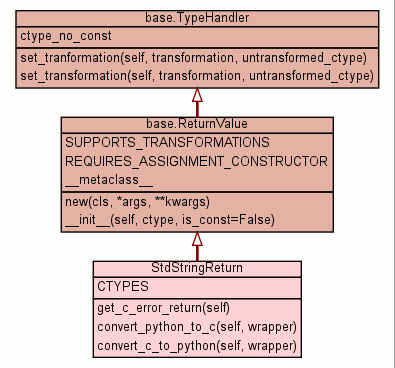 base.TypeHandler
ctype_no_const
set_tranformation(self, transformation, untransformed_ctype)
set_transformation(self, transformation, untransformed_ctype)
base.ReturnValue
SUPPORTS_TRANSFORMATIONS
REQUIRES_ASSIGNMENT_CONSTRUCTOR
__metaclass__
new(cls, *args, **kwargs)
__init__(self, ctype, is_const=False)
StdStringReturn
CTYPES
get_c_error_return(self)
convert_python_to_c(self, wrapper)
convert_c_to_python(self, wrapper)